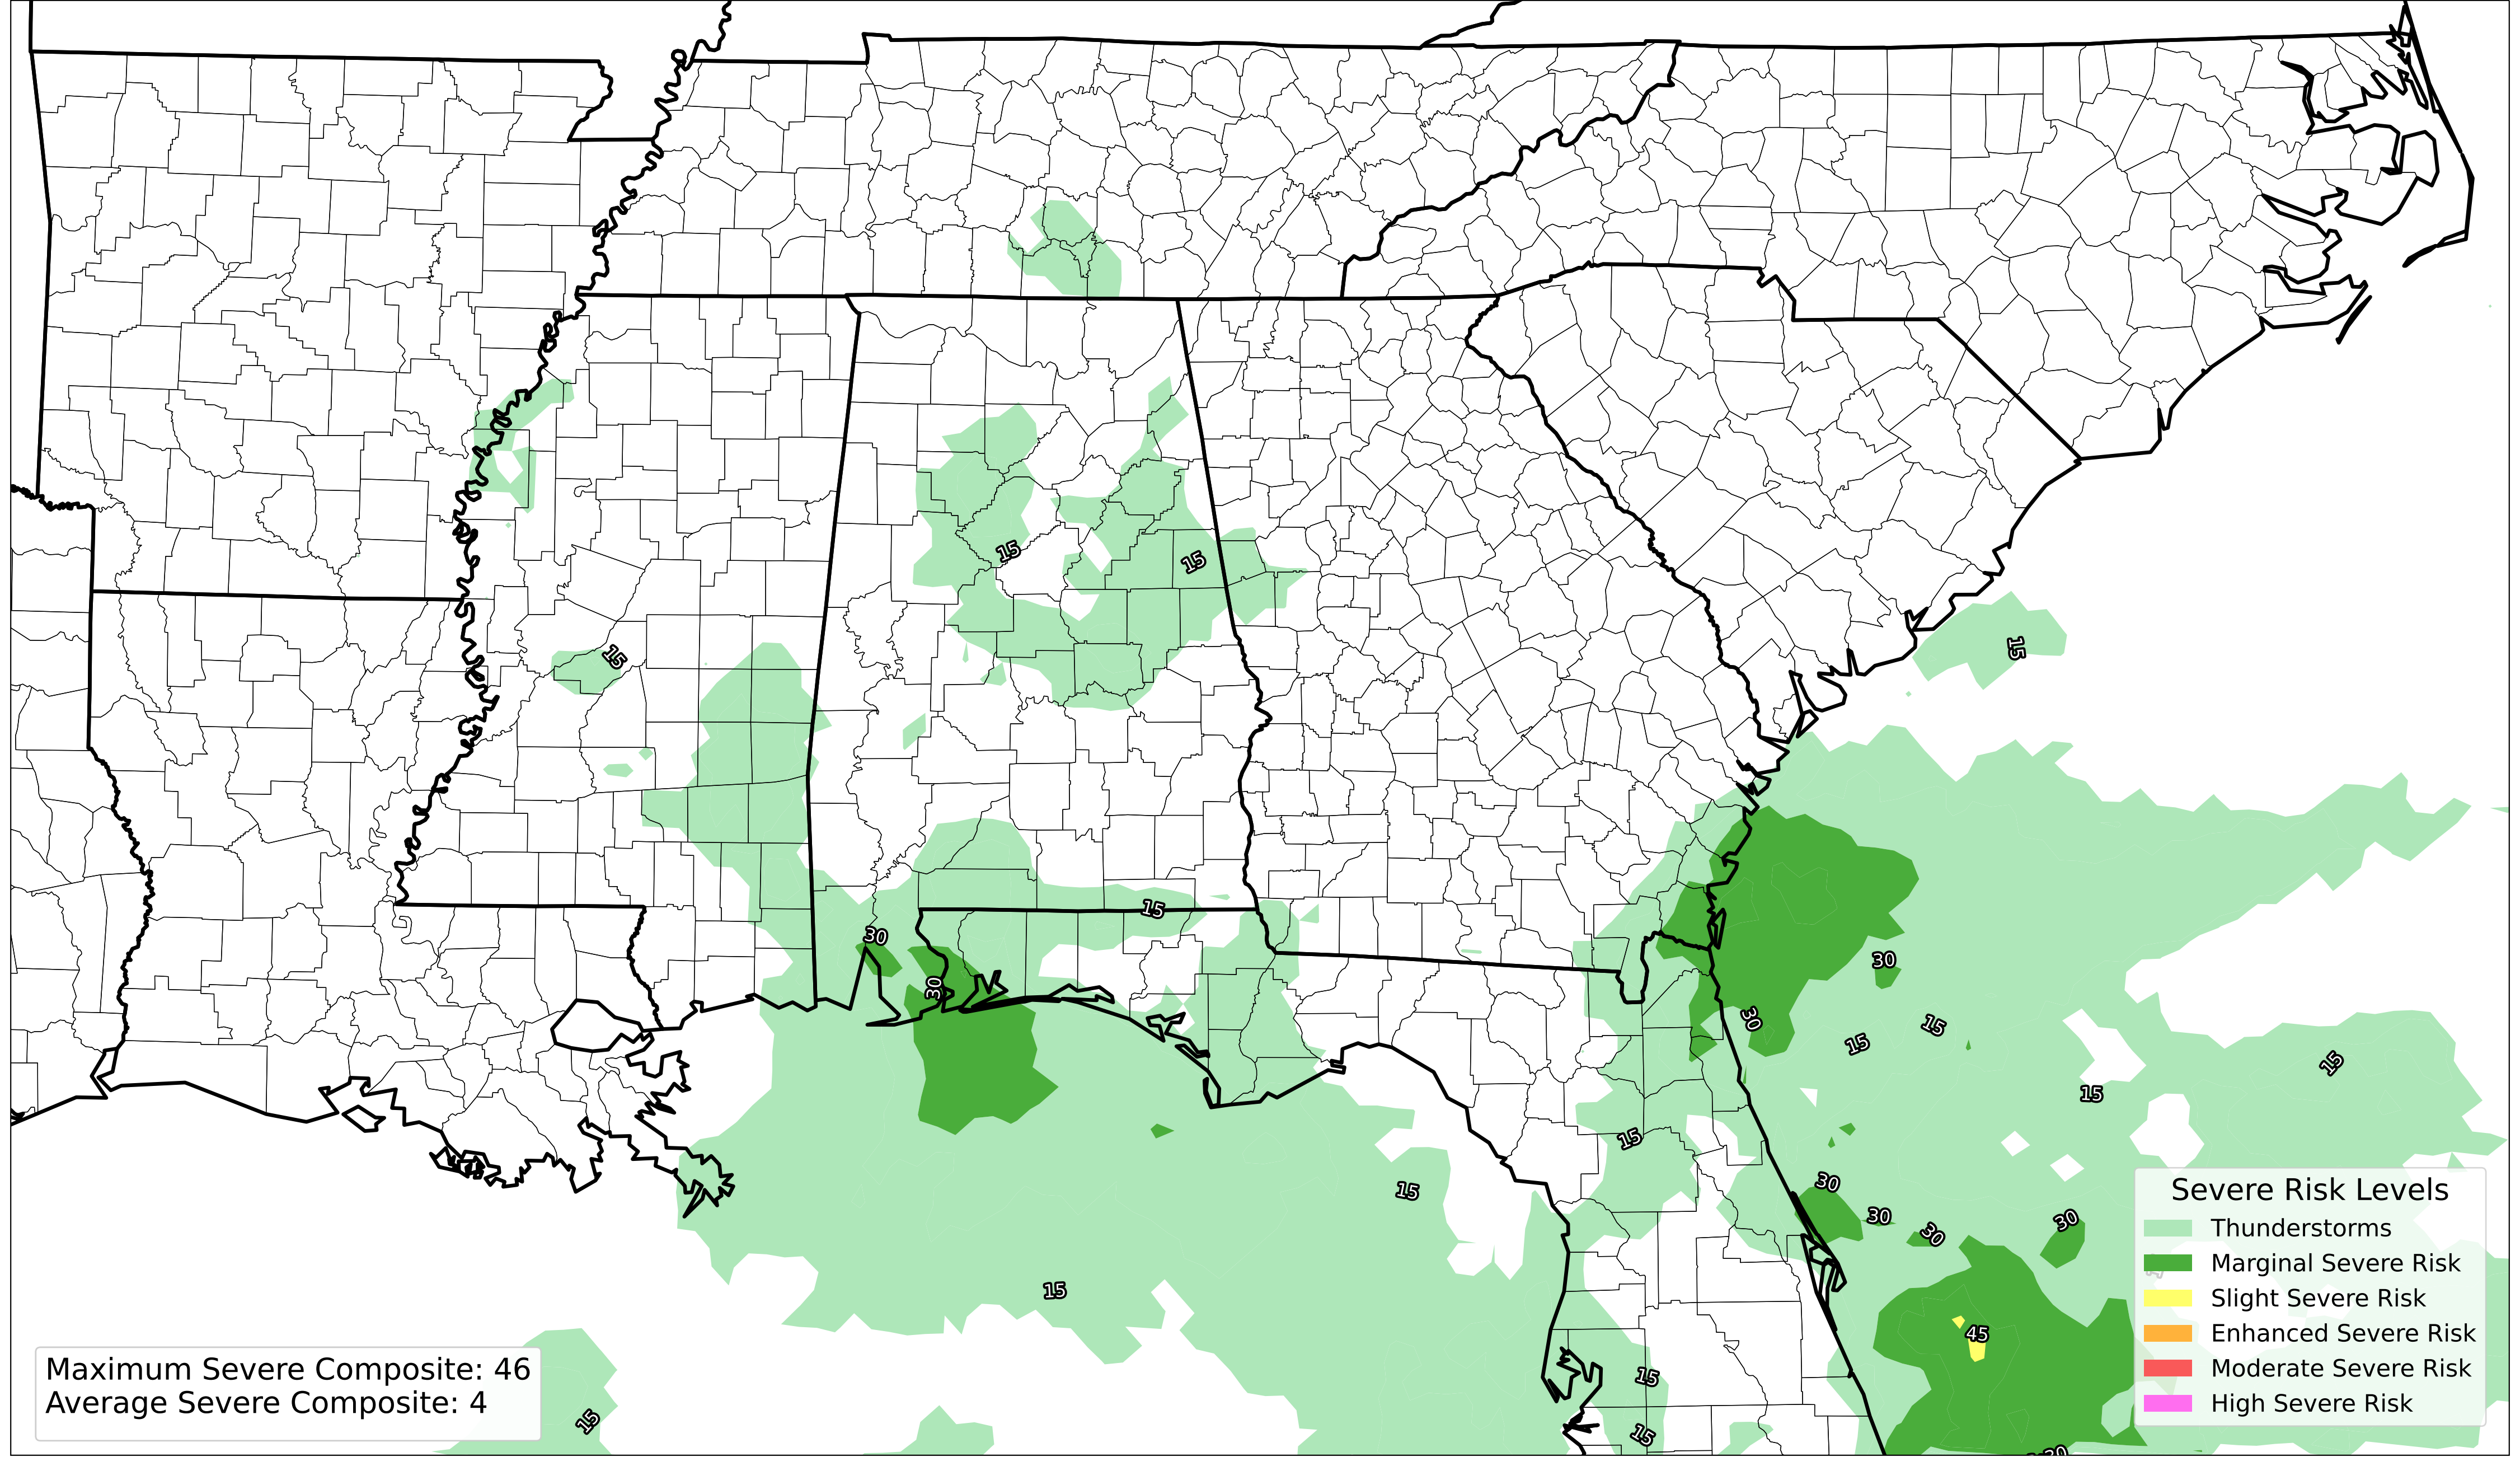 15
15
15
15
30
15
30
30
30
15
15
15
15
15
30
15
30
30
30
15
45
15
15
15
30
Severe Risk Levels
Thunderstorms
Marginal Severe Risk
Slight Severe Risk
Enhanced Severe Risk
Moderate Severe Risk
High Severe Risk
Maximum Severe Composite: 46
Average Severe Composite: 4